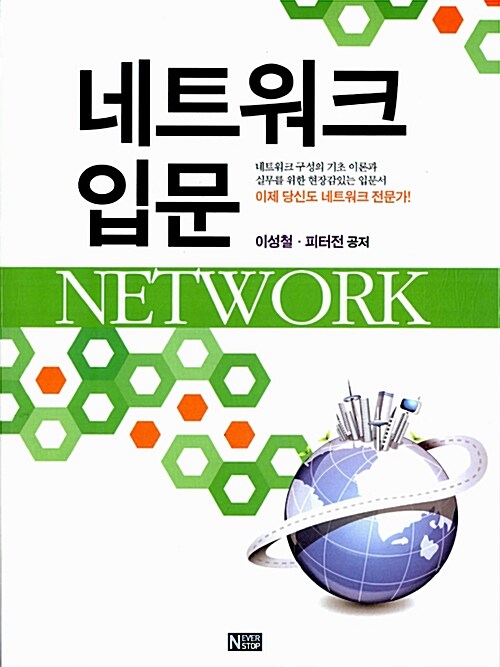 네트워크
입문
네트워크 구성의 기초 이론과
실무를 위한 현장감있는 입문서
이제 당신도 네트워크 전문가!
이성철 · 피터전 공저
NETWORK
NEVER
STOP